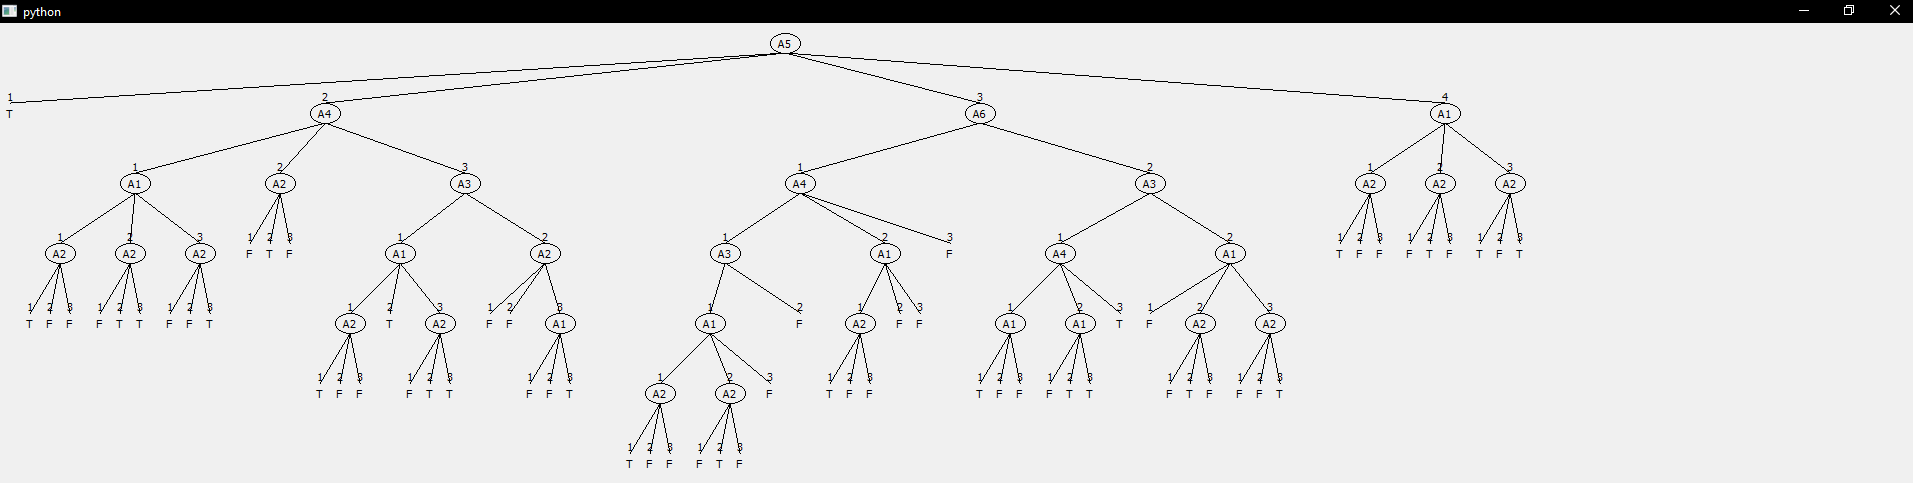 python
A5
1 2 3 4
T A4 A6 A1
1 2 3 1 2 1 2 3
A1 A2 A3 A4 A3 A2 A2 A2
1 2 3 1 2 3 1 2 1 2 3 1 2 1 2 3 1 2 3 1 2 3
A2 A2 A2 F T F A1 A2 A3 A1 F A4 A1 T F F F T F T F T
1 2 3 1 2 3 1 2 3 1 2 3 1 2 3 1 2 1 2 3 1 2 3 1 2 3
T F F F T T F F T A2 T A2 F F A1 A1 F A2 F F A1 A1 T F A2 A2
1 2 3 1 2 3 1 2 3 1 2 3 1 2 3 1 2 3 1 2 3 1 2 3 1 2 3
T F F F T T F F T A2 A2 F T F F T F F F T T F T F F F T
1 2 3 1 2 3
T F F F T F